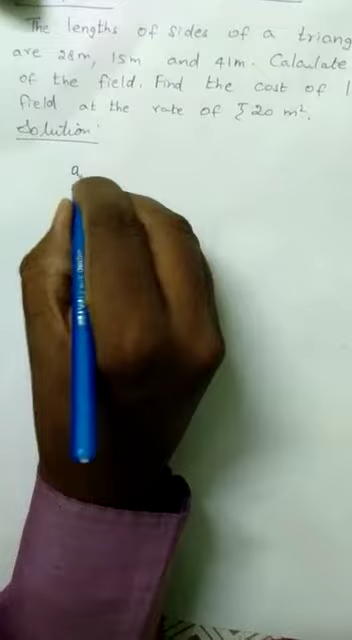 The lengths of sides of a triang
are 28m, 15m and 41m. Calculate
of the field. Find the cost of l
field at the rate of ₹ 20 m².
Solution:
a